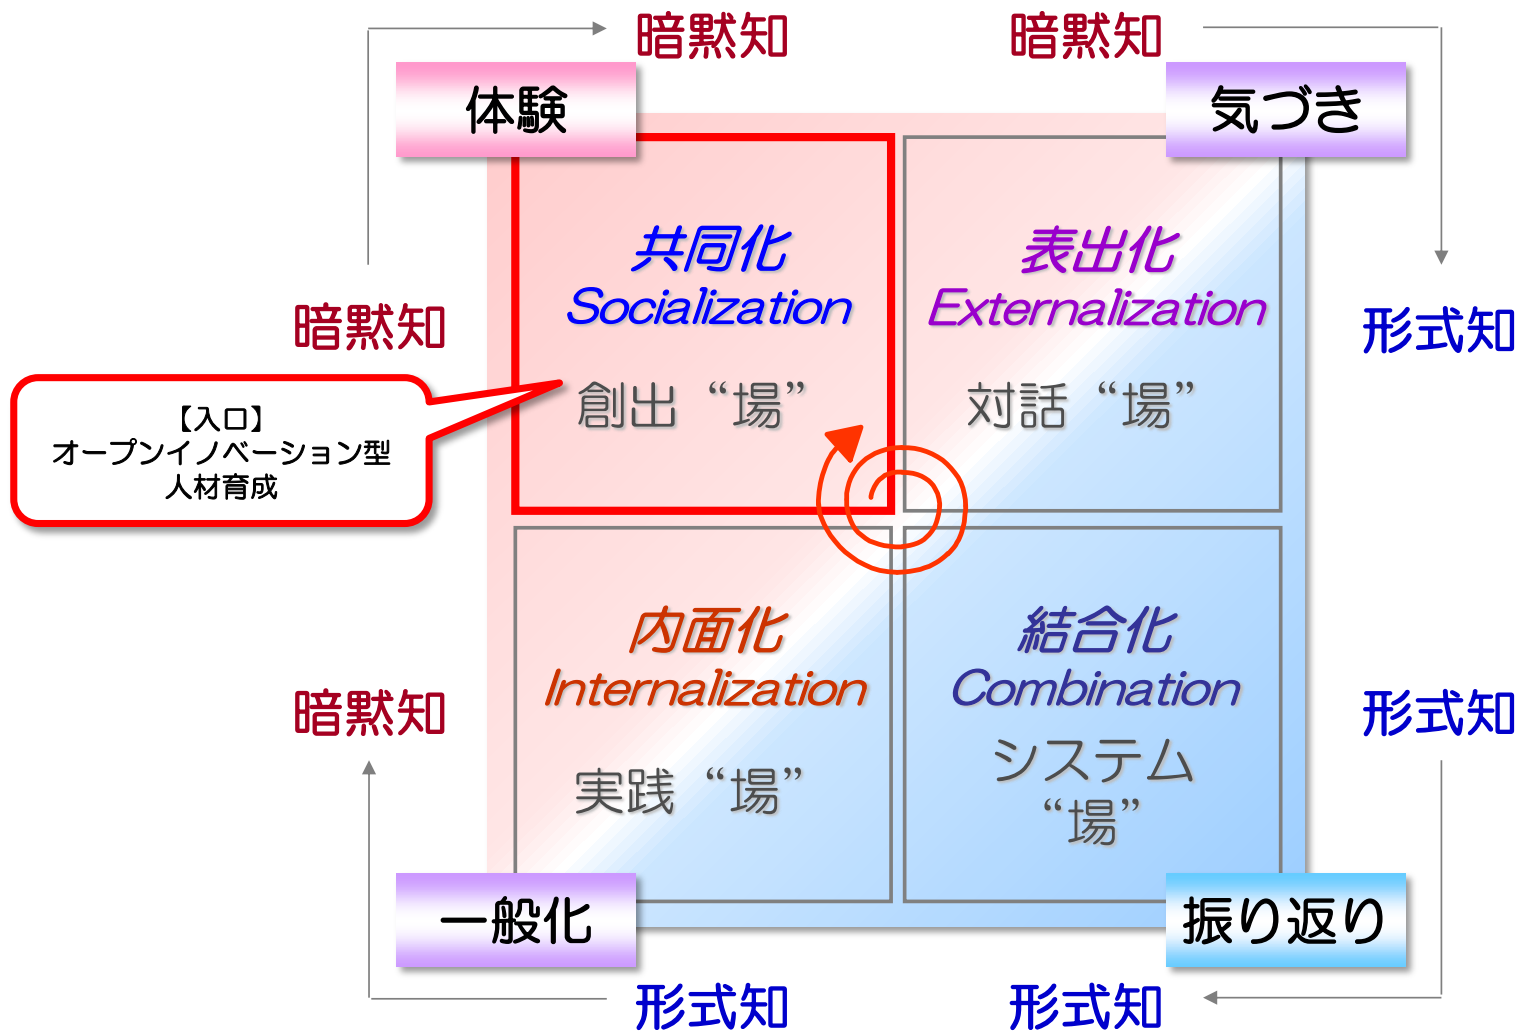 暗黙知
暗黙知
体験
気づき
共同化
Socialization
創出“場”
表出化
Externalization
対話“場”
暗黙知
形式知
【入口】
オープンイノベーション型
人材育成
内面化
Internalization
実践“場”
結合化
Combination
システム
“場”
暗黙知
形式知
一般化
振り返り
形式知
形式知